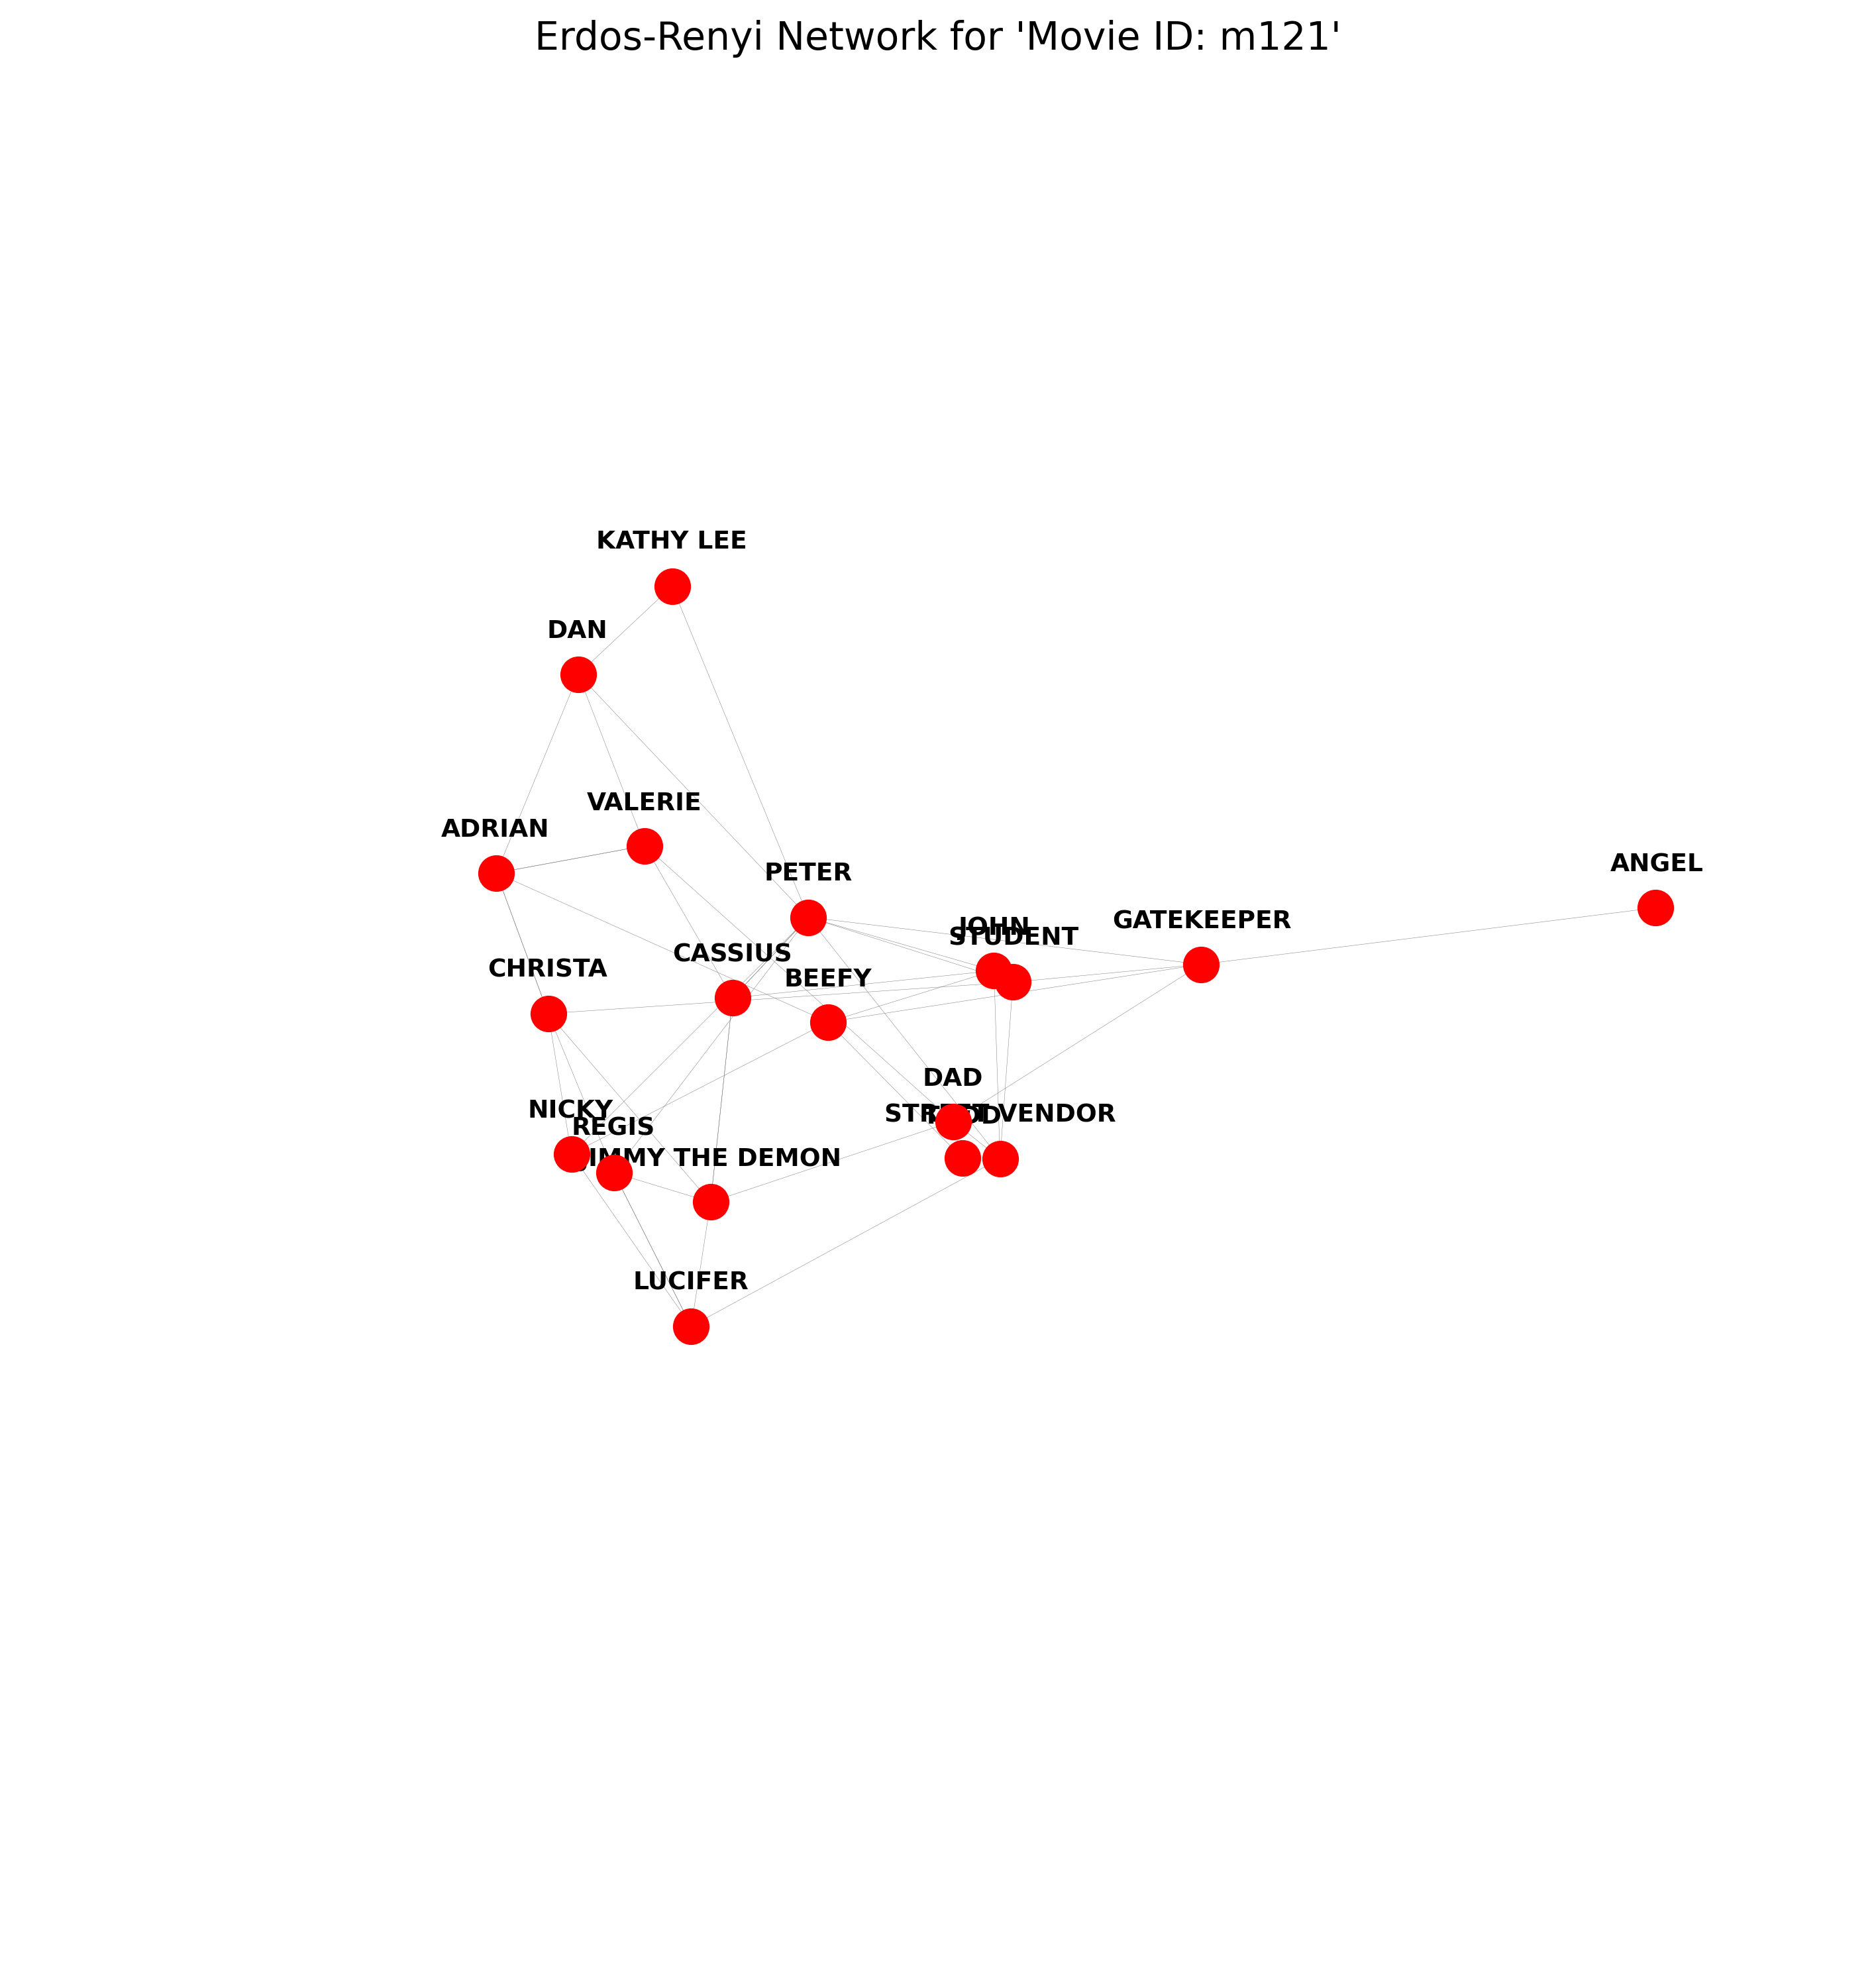 Erdos-Renyi Network for 'Movie ID: m121'
KATHY LEE
DAN
VALERIE
ADRIAN
PETER
ANGEL
GATEKEEPER
JOHN
STUDENT
CASSIUS
CHRISTA
BEEFY
DAD
NICKY
STREET VENDOR
REGIS
JIMMY THE DEMON
LUCIFER